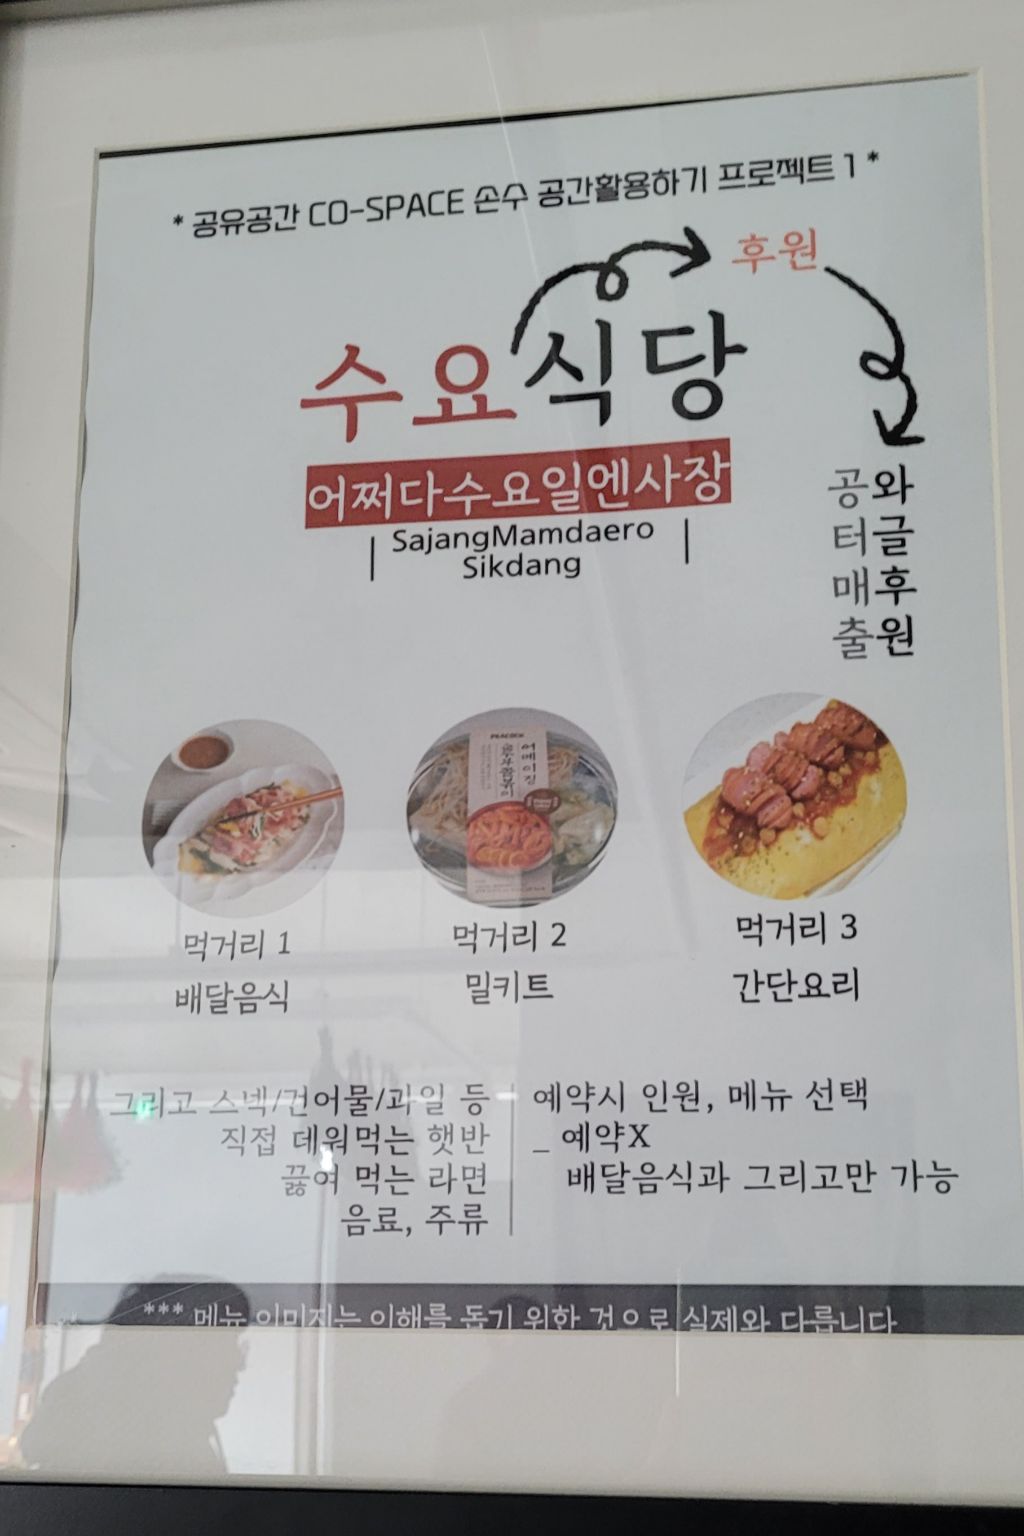 * 공유공간 CO-SPACE 손수 공간활용하기 프로젝트 1 *
후원
수요식당
어쩌다수요일엔사장
SajangMamdaero
Sikdang
공와
터글
매후
출원
PEACOCK
어메이징
먹거리 1
배달음식
먹거리 2
밀키트
먹거리 3
간단요리
그리고 스넥/건어물/과일 등
직접 데워먹는 햇반
끓여 먹는 라면
음료, 주류
예약시 인원, 메뉴 선택
_ 예약X
배달음식과 그리고만 가능
*** 메뉴 이미지는 이해를 돕기 위한 것으로 실제와 다릅니다